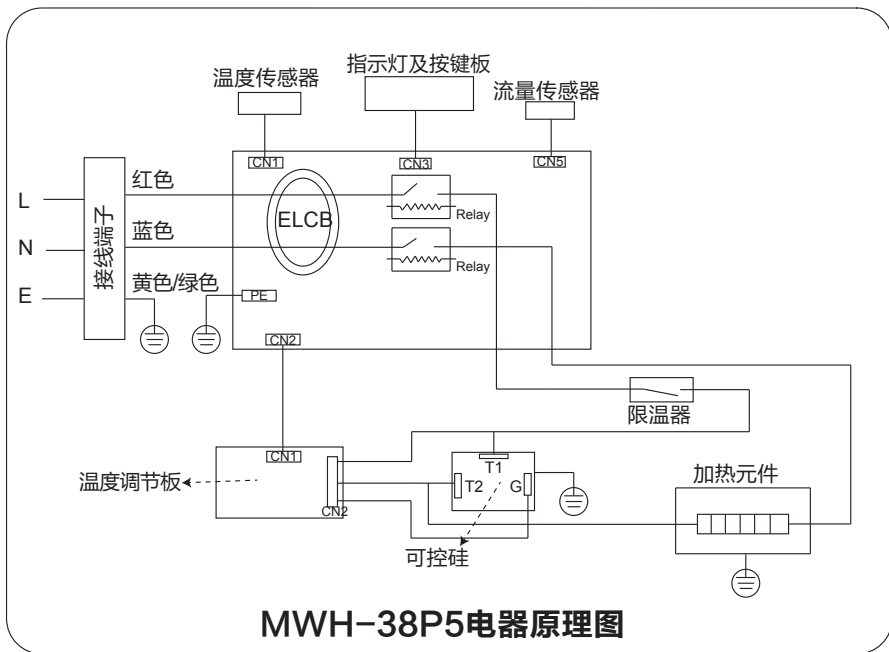 温度传感器
指示灯及按键板
流量传感器
CN1
CN3
CN5
L
N
E
接线端子
红色
蓝色
黄色/绿色
ELCB
Relay
Relay
PE
CN2
限温器
温度调节板
CN1
CN2
T1
T2
G
可控硅
加热元件
MWH-38P5电器原理图